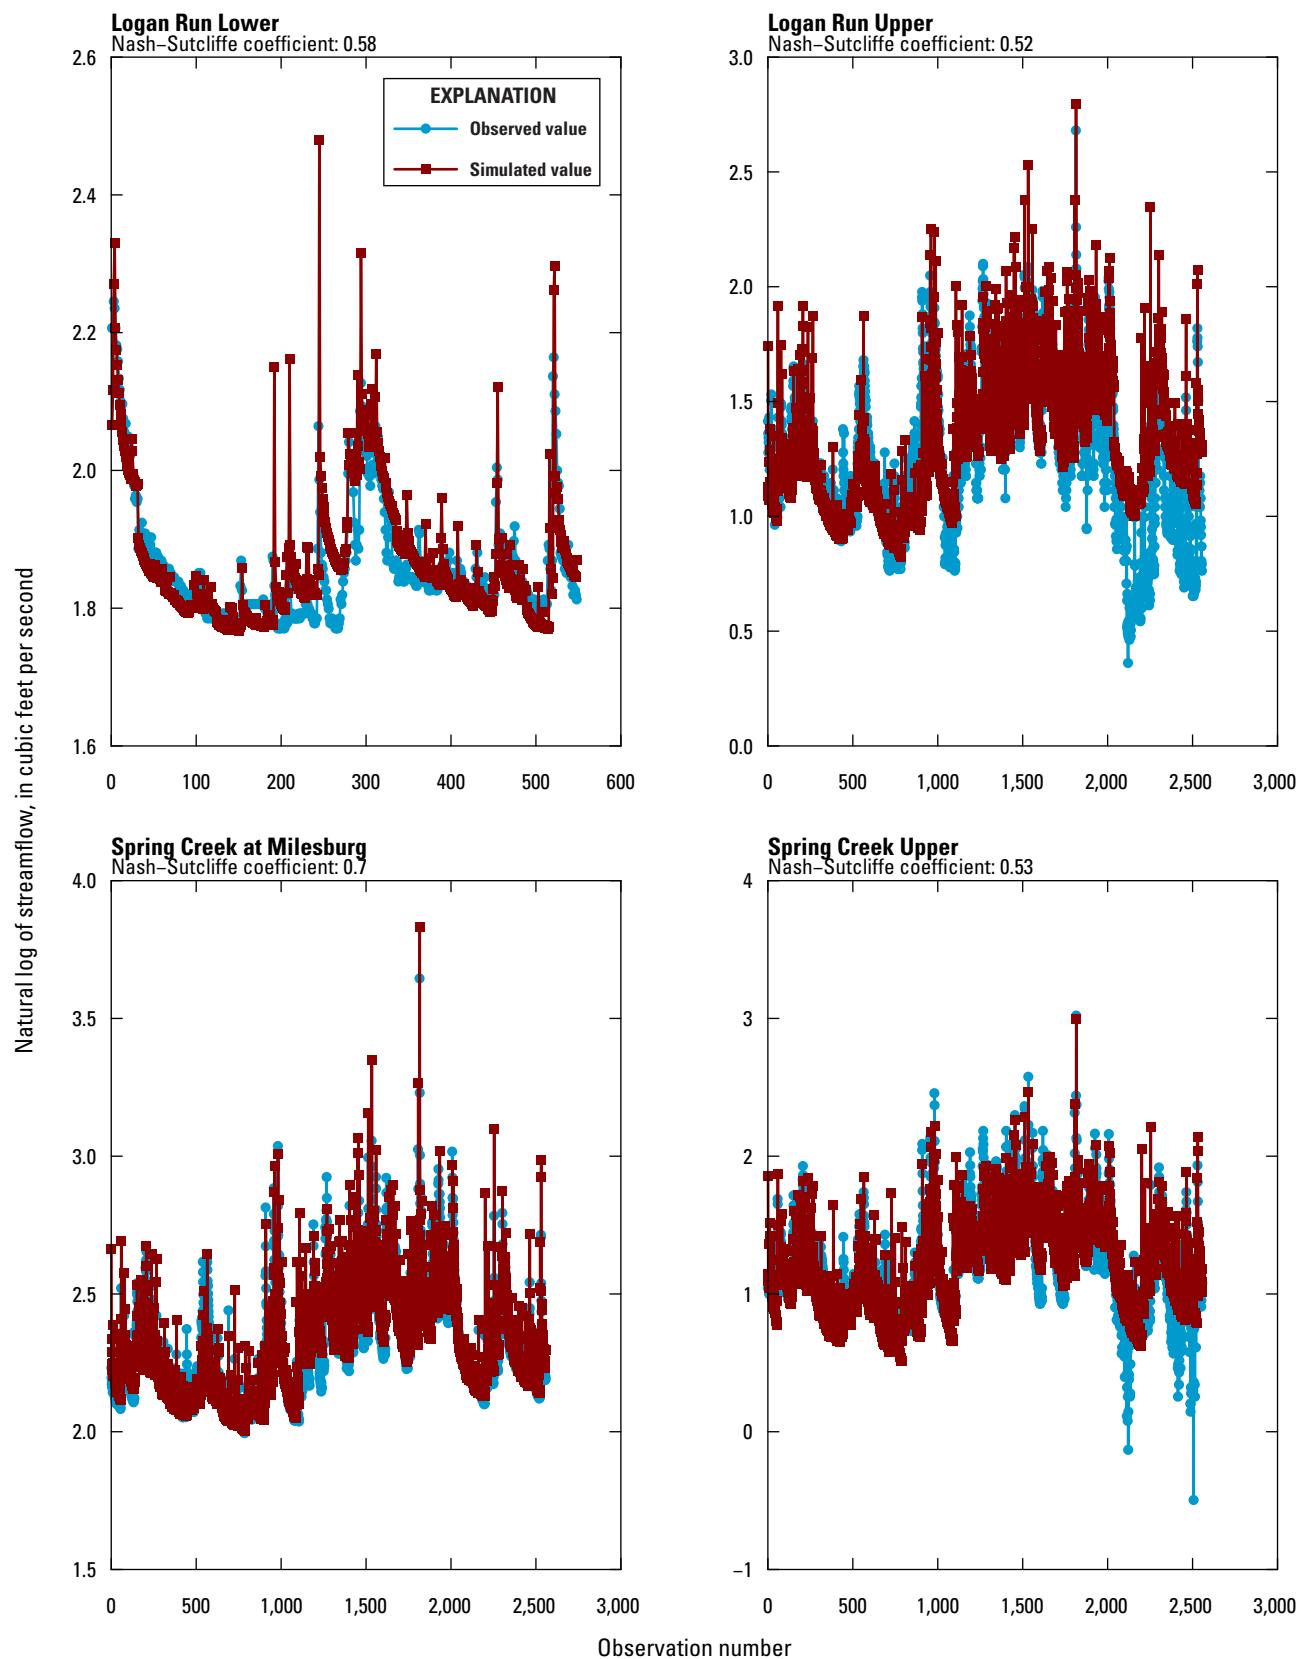 Logan Run Lower
Nash–Sutcliffe coefficient: 0.58
2.6
2.4
2.2
2.0
1.8
1.6
0 100 200 300 400 500 600
EXPLANATION
Observed value
Simulated value
Logan Run Upper
Nash–Sutcliffe coefficient: 0.52
3.0
2.5
2.0
1.5
1.0
0.5
0.0
0 500 1,000 1,500 2,000 2,500 3,000
Natural log of streamflow, in cubic feet per second
Spring Creek at Milesburg
Nash–Sutcliffe coefficient: 0.7
4.0
3.5
3.0
2.5
2.0
1.5
0 500 1,000 1,500 2,000 2,500 3,000
Spring Creek Upper
Nash–Sutcliffe coefficient: 0.53
4
3
2
1
0
–1
0 500 1,000 1,500 2,000 2,500 3,000
Observation number